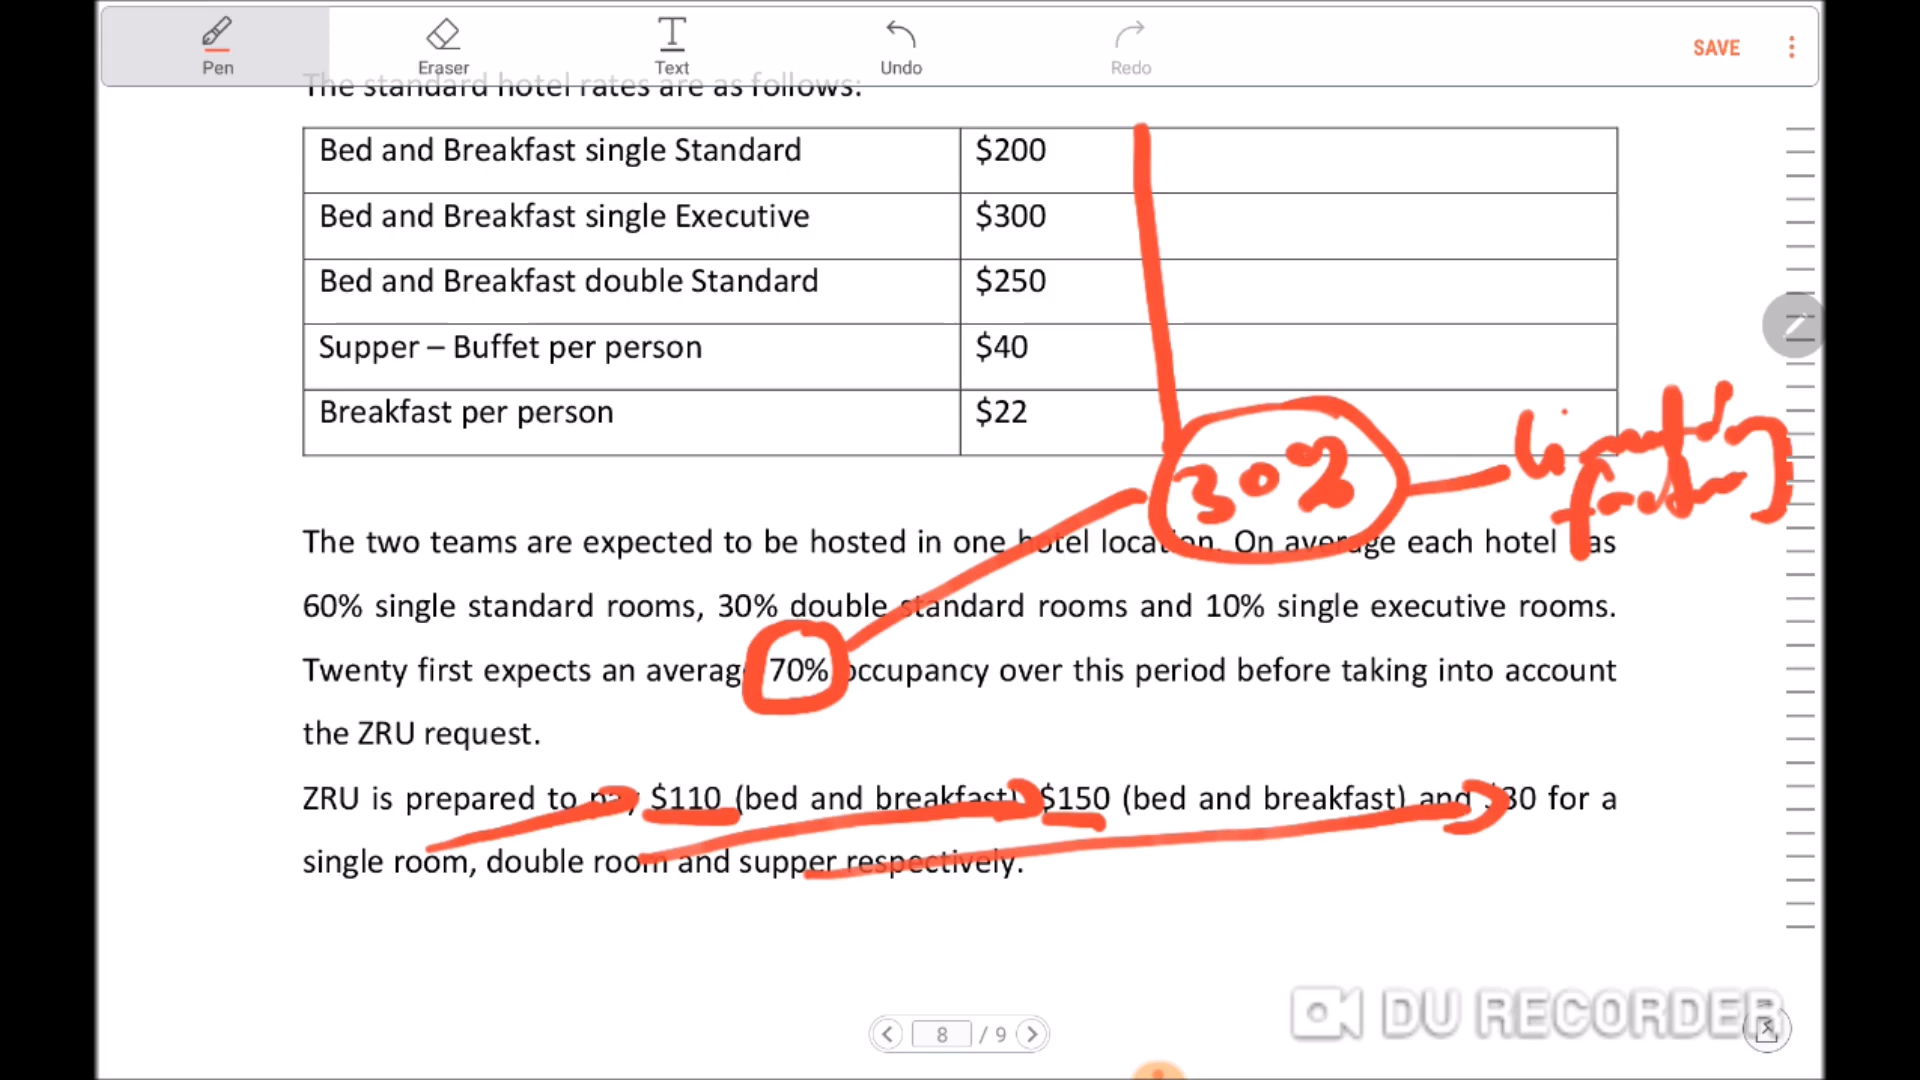 Pen
Eraser
Text
Undo
Redo
SAVE
The standard hotel rates are as follows:
Bed and Breakfast single Standard $200
Bed and Breakfast single Executive $300
Bed and Breakfast double Standard $250
Supper – Buffet per person $40
Breakfast per person $22
30%
limiting
factor
The two teams are expected to be hosted in one hotel location. On average each hotel has
60% single standard rooms, 30% double standard rooms and 10% single executive rooms.
Twenty first expects an average 70% occupancy over this period before taking into account
the ZRU request.
ZRU is prepared to pay $110 (bed and breakfast), $150 (bed and breakfast) and $30 for a
single room, double room and supper respectively.
8 / 9
DU RECORDER